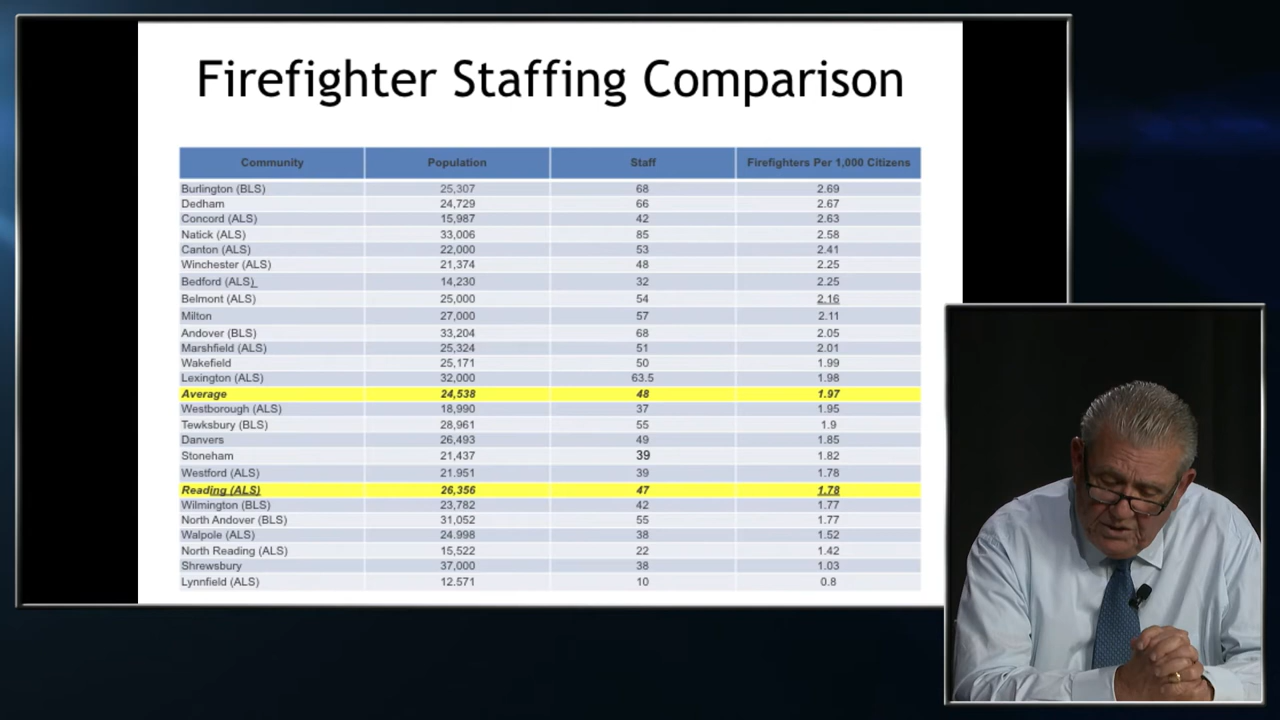 Firefighter Staffing Comparison
Community Population Staff Firefighters Per 1,000 Citizens
Burlington (BLS) 25,307 68 2.69
Dedham 24,729 66 2.67
Concord (ALS) 15,987 42 2.63
Natick (ALS) 33,006 85 2.58
Canton (ALS) 22,000 53 2.41
Winchester (ALS) 21,374 48 2.25
Bedford (ALS) 14,230 32 2.25
Belmont (ALS) 25,000 54 2.16
Milton 27,000 57 2.11
Andover (BLS) 33,204 68 2.05
Marshfield (ALS) 25,324 51 2.01
Wakefield 25,171 50 1.99
Lexington (ALS) 32,000 63.5 1.98
Average 24,538 48 1.97
Westborough (ALS) 18,990 37 1.95
Tewksbury (BLS) 28,961 55 1.9
Danvers 26,493 49 1.85
Stoneham 21,437 39 1.82
Westford (ALS) 21.951 39 1.78
Reading (ALS) 26,356 47 1.78
Wilmington (BLS) 23,782 42 1.77
North Andover (BLS) 31,052 55 1.77
Walpole (ALS) 24.998 38 1.52
North Reading (ALS) 15,522 22 1.42
Shrewsbury 37,000 38 1.03
Lynnfield (ALS) 12.571 10 0.8